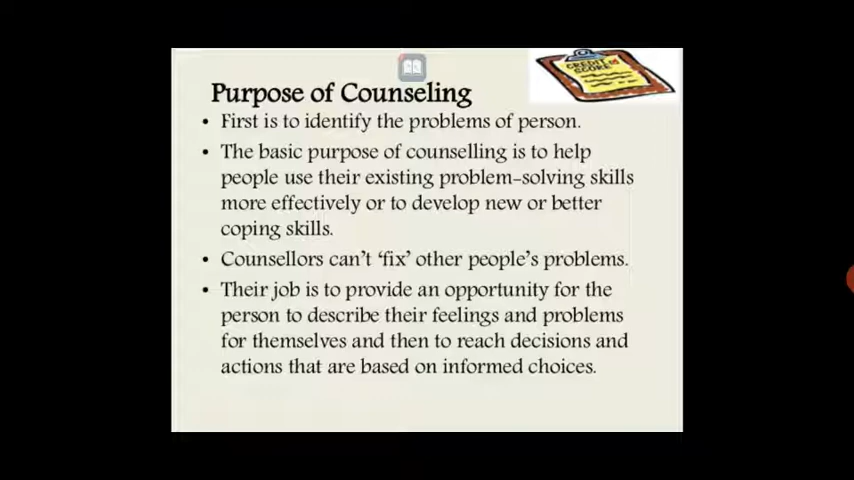 CREDIT
SCORE
Purpose of Counseling
• First is to identify the problems of person.
• The basic purpose of counselling is to help
people use their existing problem-solving skills
more effectively or to develop new or better
coping skills.
• Counsellors can't 'fix' other people's problems.
• Their job is to provide an opportunity for the
person to describe their feelings and problems
for themselves and then to reach decisions and
actions that are based on informed choices.